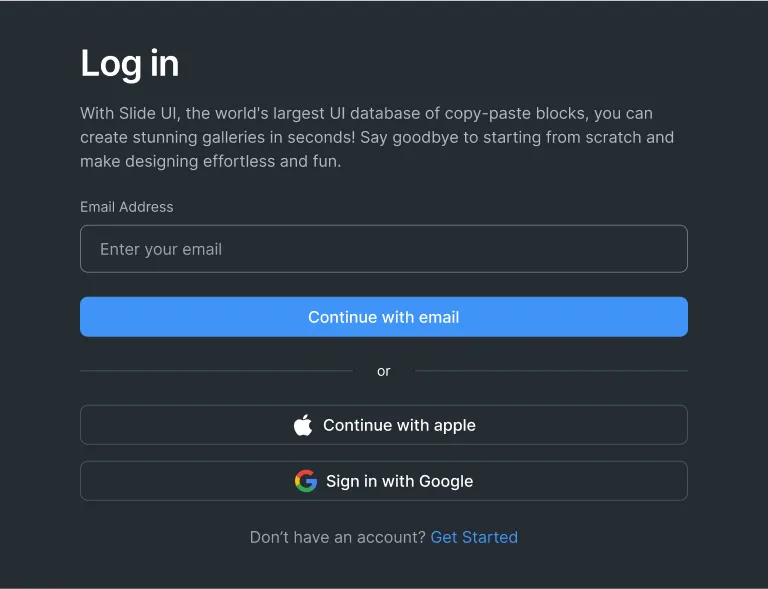 Log in
With Slide UI, the world's largest UI database of copy-paste blocks, you can
create stunning galleries in seconds! Say goodbye to starting from scratch and
make designing effortless and fun.
Email Address
Enter your email
Continue with email
or
Continue with apple
Sign in with Google
Don’t have an account? Get Started